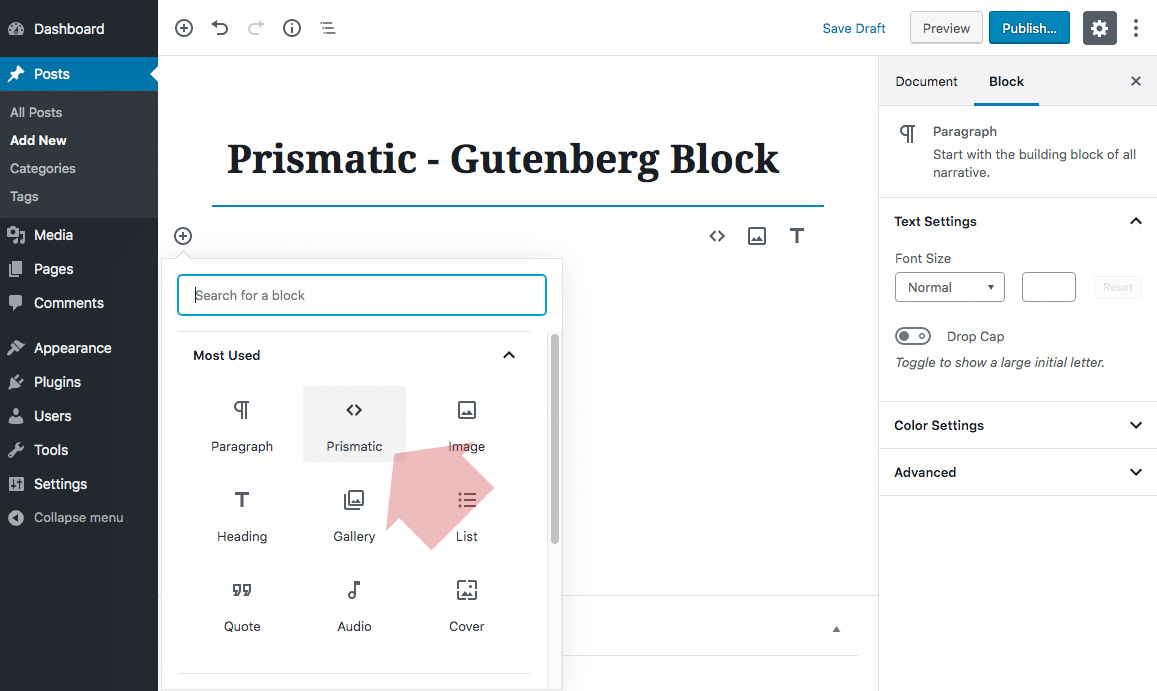 Dashboard
Posts
All Posts
Add New
Categories
Tags
Media
Pages
Comments
Appearance
Plugins
Users
Tools
Settings
Collapse menu
Save Draft
Preview
Publish...
Prismatic - Gutenberg Block
Search for a block
Most Used
Paragraph
Prismatic
Image
Heading
Gallery
List
Quote
Audio
Cover
Document
Block
Paragraph
Start with the building block of all
narrative.
Text Settings
Font Size
Normal
Reset
Drop Cap
Toggle to show a large initial letter.
Color Settings
Advanced